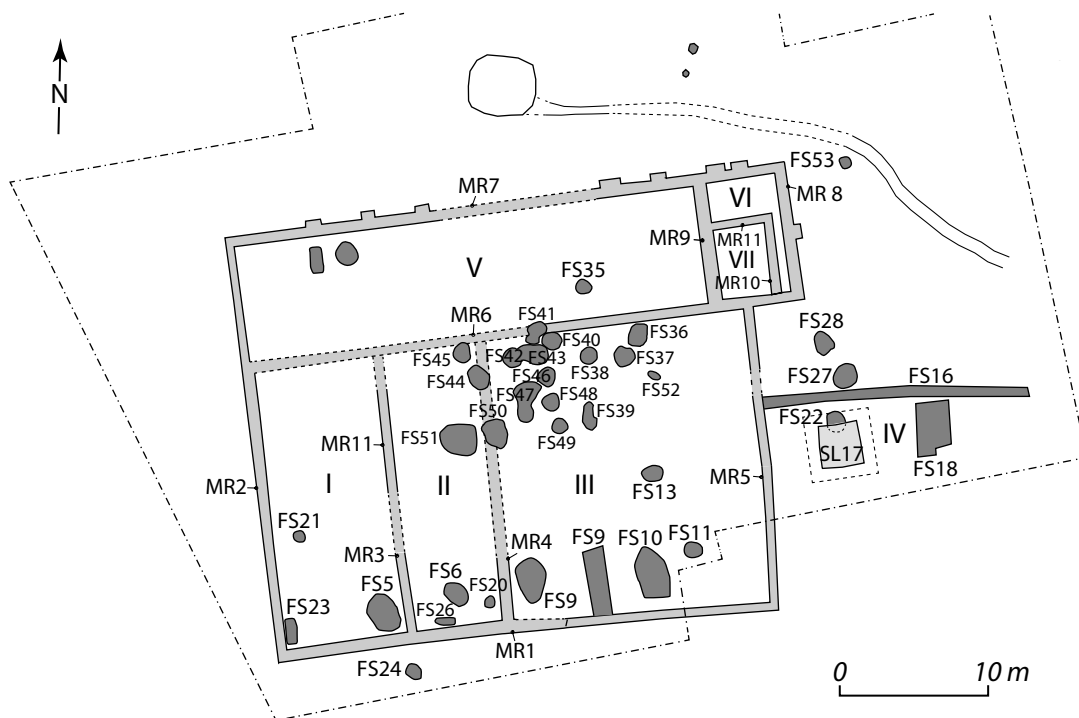 N
FS53
MR7
VI
MR 8
MR9
MR11
VII
V
MR10
FS35
MR6
FS41
FS36
FS28
FS40
FS45
FS42
FS43
FS38
FS37
FS44
FS46
FS52
FS27
FS16
FS47
FS48
FS50
FS39
FS22
IV
FS51
FS49
MR11
SL17
FS18
MR2
I
II
III
FS13
MR5
FS21
MR3
MR4
FS9
FS10
FS11
FS5
FS6
FS20
FS9
FS23
FS26
MR1
FS24
0 10 m